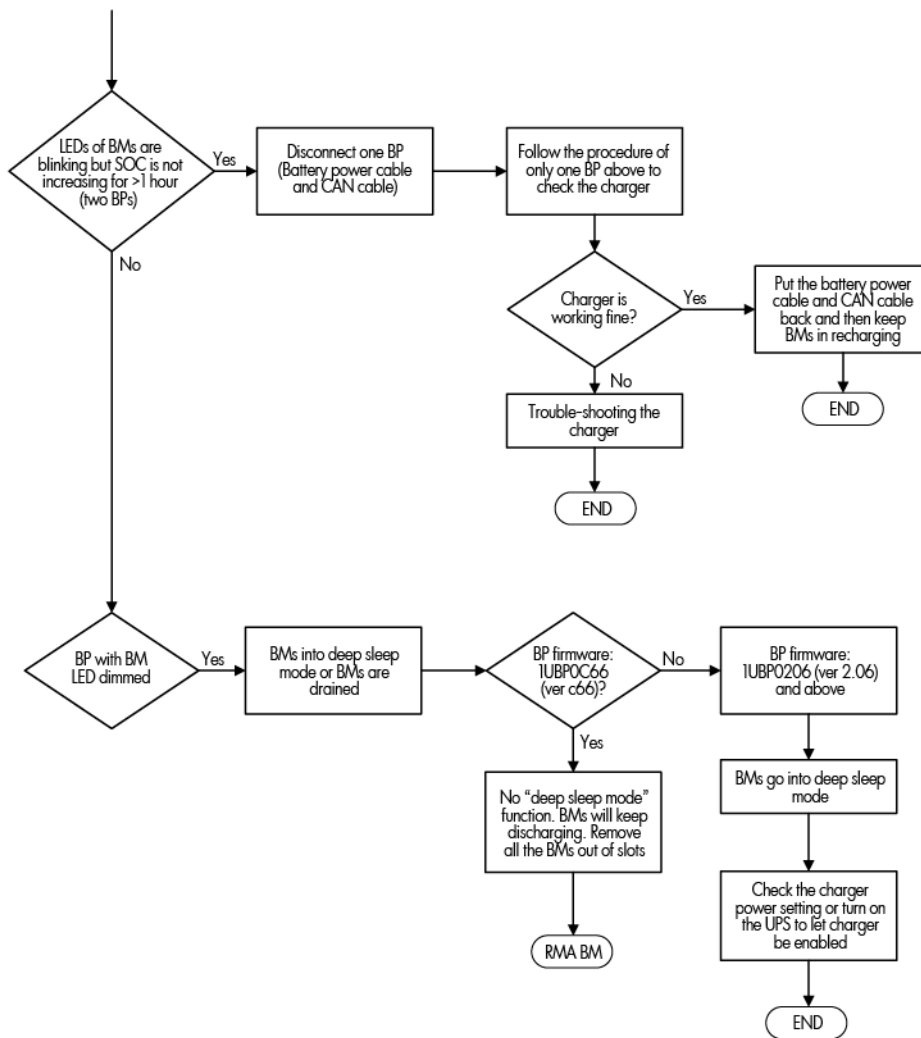 LEDs of BMs are
blinking but SOC is not
increasing for >1 hour
(two BPs)
Yes
Disconnect one BP
(Battery power cable
and CAN cable)
Follow the procedure of
only one BP above to
check the charger
No
Charger is
working fine?
Yes
Put the battery power
cable and CAN cable
back and then keep
BMs in recharging
END
No
Trouble-shooting the
charger
END
BP with BM
LED dimmed
Yes
BMs into deep sleep
mode or BMs are
drained
BP firmware:
1UBP0C66
(ver c66)?
No
BP firmware:
1UBP0206 (ver 2.06)
and above
Yes
No “deep sleep mode”
function. BMs will keep
discharging. Remove
all the BMs out of slots
RMA BM
BMs go into deep sleep
mode
Check the charger
power setting or turn on
the UPS to let charger
be enabled
END